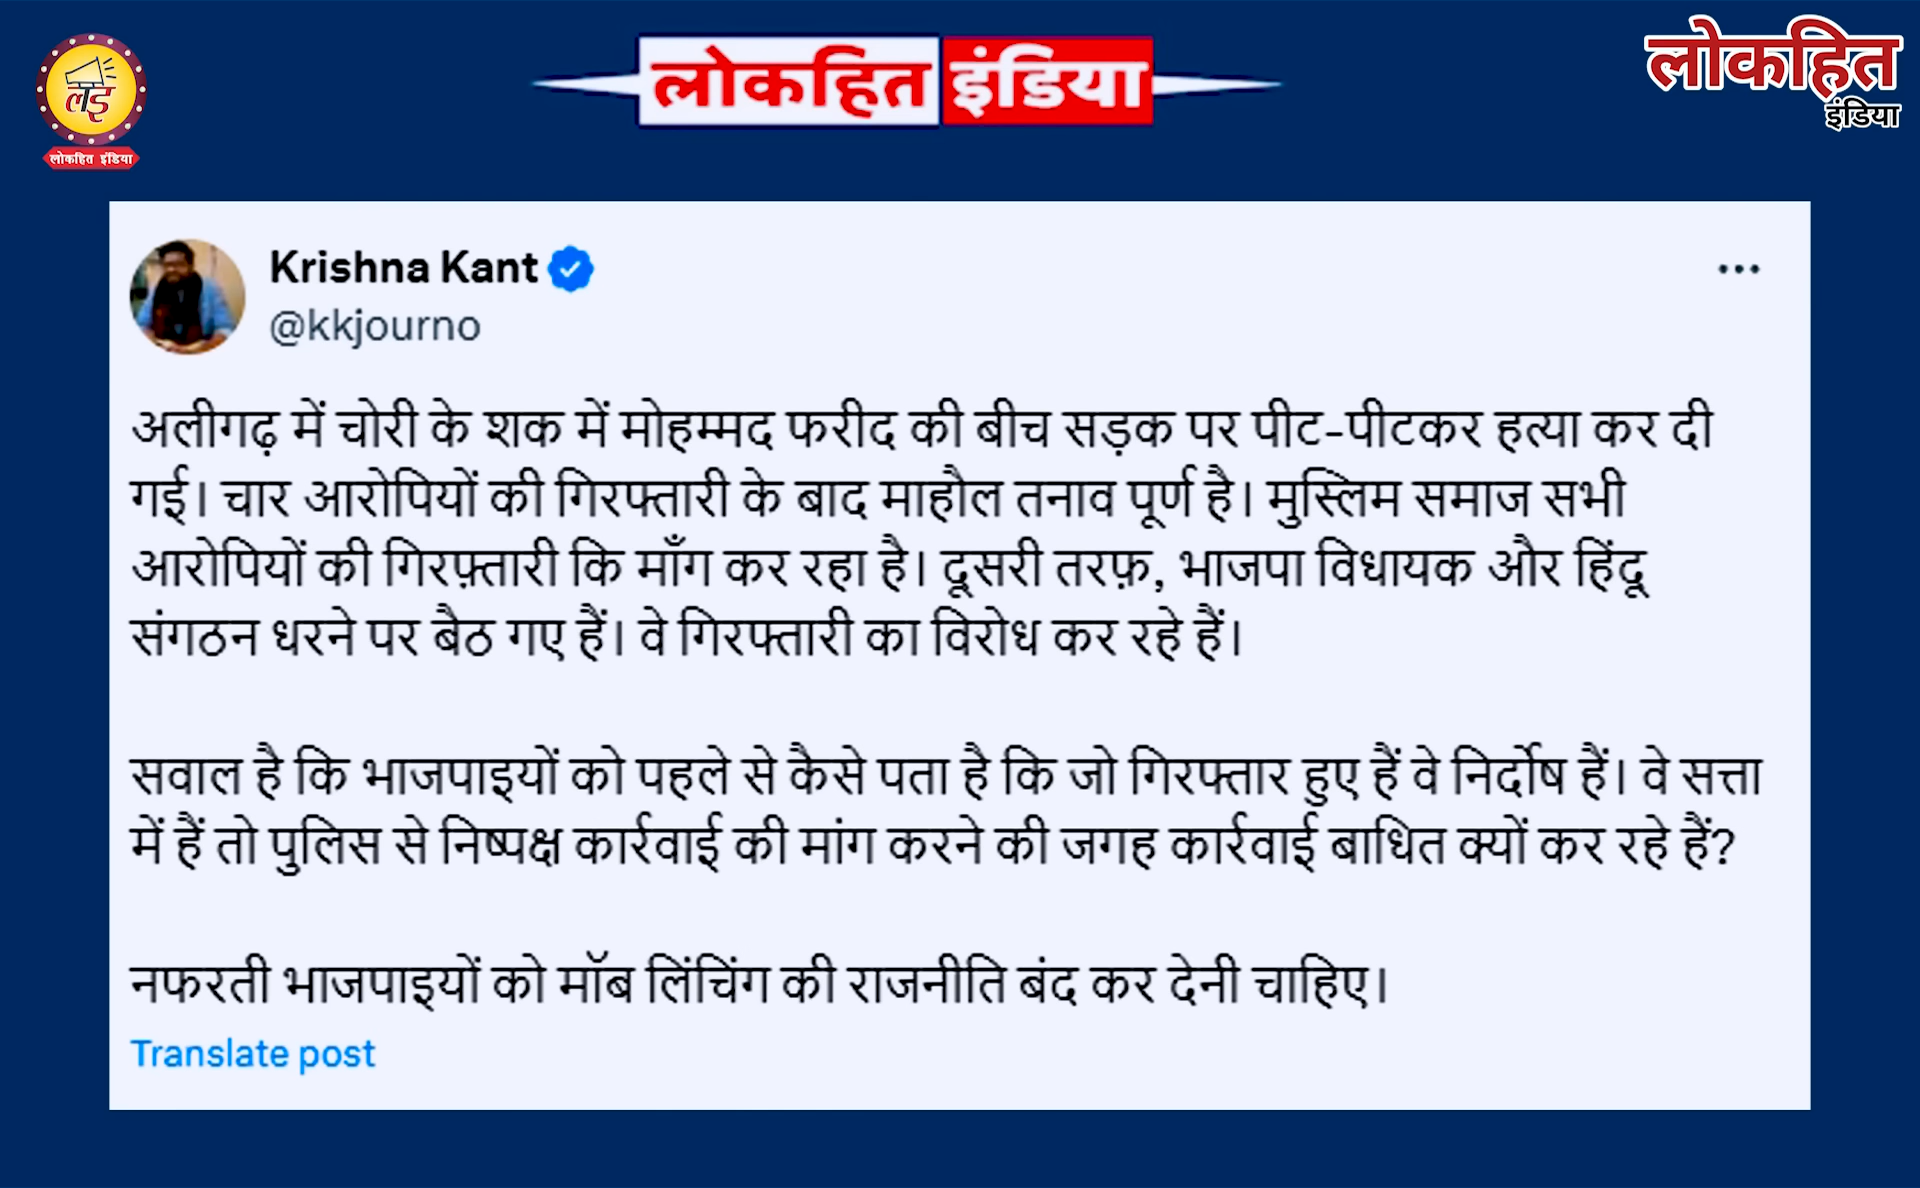 लोकहित इंडिया
लोकहित
इंडिया
लई
लोकहित इंडिया
Krishna Kant
@kkjourno
अलीगढ़ में चोरी के शक में मोहम्मद फरीद की बीच सड़क पर पीट-पीटकर हत्या कर दी
गई। चार आरोपियों की गिरफ्तारी के बाद माहौल तनाव पूर्ण है। मुस्लिम समाज सभी
आरोपियों की गिरफ़्तारी कि माँग कर रहा है। दूसरी तरफ़, भाजपा विधायक और हिंदू
संगठन धरने पर बैठ गए हैं। वे गिरफ्तारी का विरोध कर रहे हैं।
सवाल है कि भाजपाइयों को पहले से कैसे पता है कि जो गिरफ्तार हुए हैं वे निर्दोष हैं। वे सत्ता
में हैं तो पुलिस से निष्पक्ष कार्रवाई की मांग करने की जगह कार्रवाई बाधित क्यों कर रहे हैं?
नफरती भाजपाइयों को मॉब लिंचिंग की राजनीति बंद कर देनी चाहिए।
Translate post